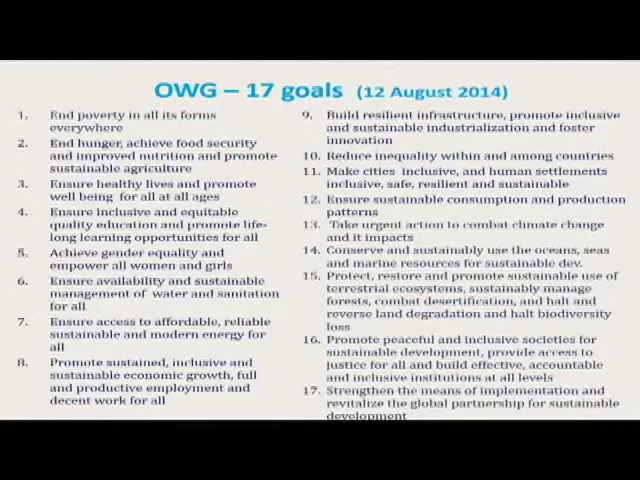 OWG – 17 goals (12 August 2014)
1. End poverty in all its forms
everywhere
2. End hunger, achieve food security
and improved nutrition and promote
sustainable agriculture
3. Ensure healthy lives and promote
well being for all at all ages
4. Ensure inclusive and equitable
quality education and promote life-
long learning opportunities for all
5. Achieve gender equality and
empower all women and girls
6. Ensure availability and sustainable
management of water and sanitation
for all
7. Ensure access to affordable, reliable
sustainable and modern energy for
all
8. Promote sustained, inclusive and
sustainable economic growth, full
and productive employment and
decent work for all
9. Build resilient infrastructure, promote inclusive
and sustainable industrialization and foster
innovation
10. Reduce inequality within and among countries
11. Make cities inclusive, and human settlements
inclusive, safe, resilient and sustainable
12. Ensure sustainable consumption and production
patterns
13. Take urgent action to combat climate change
and it impacts
14. Conserve and sustainably use the oceans, seas
and marine resources for sustainable dev.
15. Protect, restore and promote sustainable use of
terrestrial ecosystems, sustainably manage
forests, combat desertification, and halt and
reverse land degradation and halt biodiversity
loss
16. Promote peaceful and inclusive societies for
sustainable development, provide access to
justice for all and build effective, accountable
and inclusive institutions at all levels
17. Strengthen the means of implementation and
revitalize the global partnership for sustainable
development